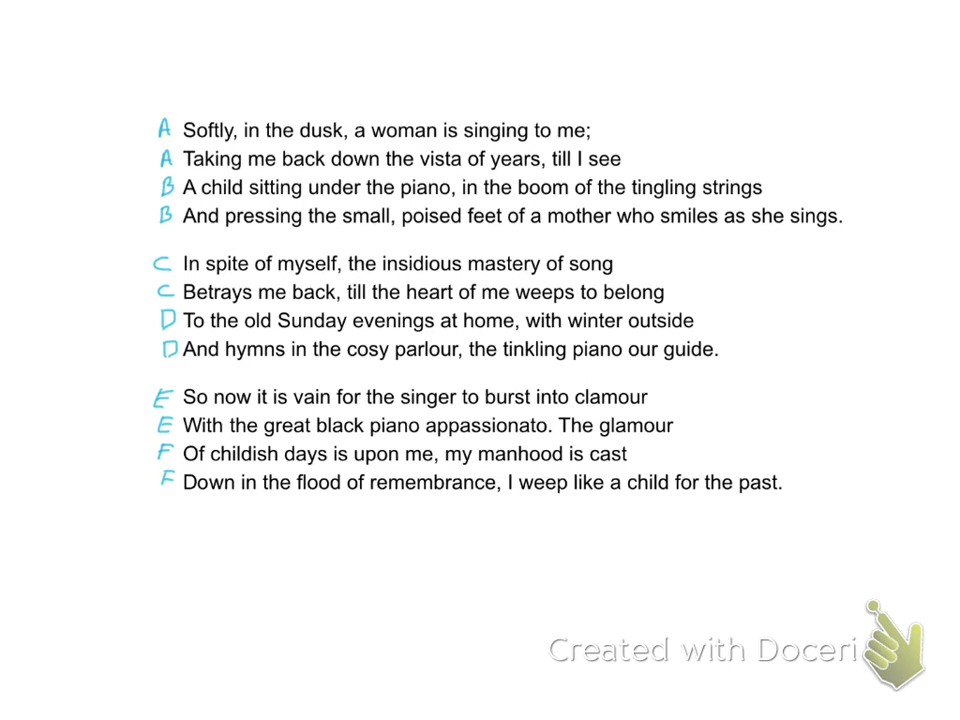 A Softly, in the dusk, a woman is singing to me;
A Taking me back down the vista of years, till I see
B A child sitting under the piano, in the boom of the tingling strings
B And pressing the small, poised feet of a mother who smiles as she sings.
C In spite of myself, the insidious mastery of song
C Betrays me back, till the heart of me weeps to belong
D To the old Sunday evenings at home, with winter outside
D And hymns in the cosy parlour, the tinkling piano our guide.
E So now it is vain for the singer to burst into clamour
E With the great black piano appassionato. The glamour
F Of childish days is upon me, my manhood is cast
F Down in the flood of remembrance, I weep like a child for the past.
Created with Doceri